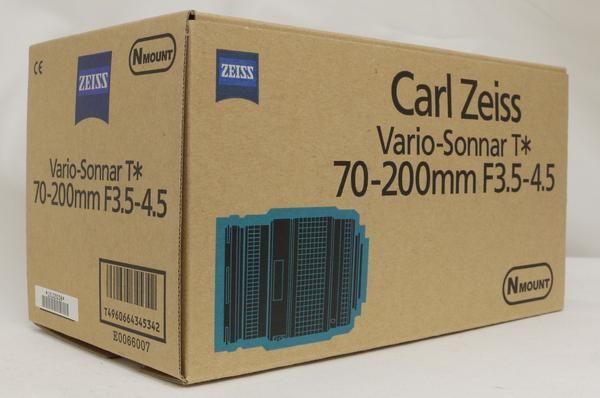 CE
ZEISS
N MOUNT
Vario-Sonnar T*
70-200mm F3.5-4.5
T4960664345342
E0066007
ZEISS
Carl Zeiss
Vario-Sonnar T*
70-200mm F3.5-4.5
N MOUNT